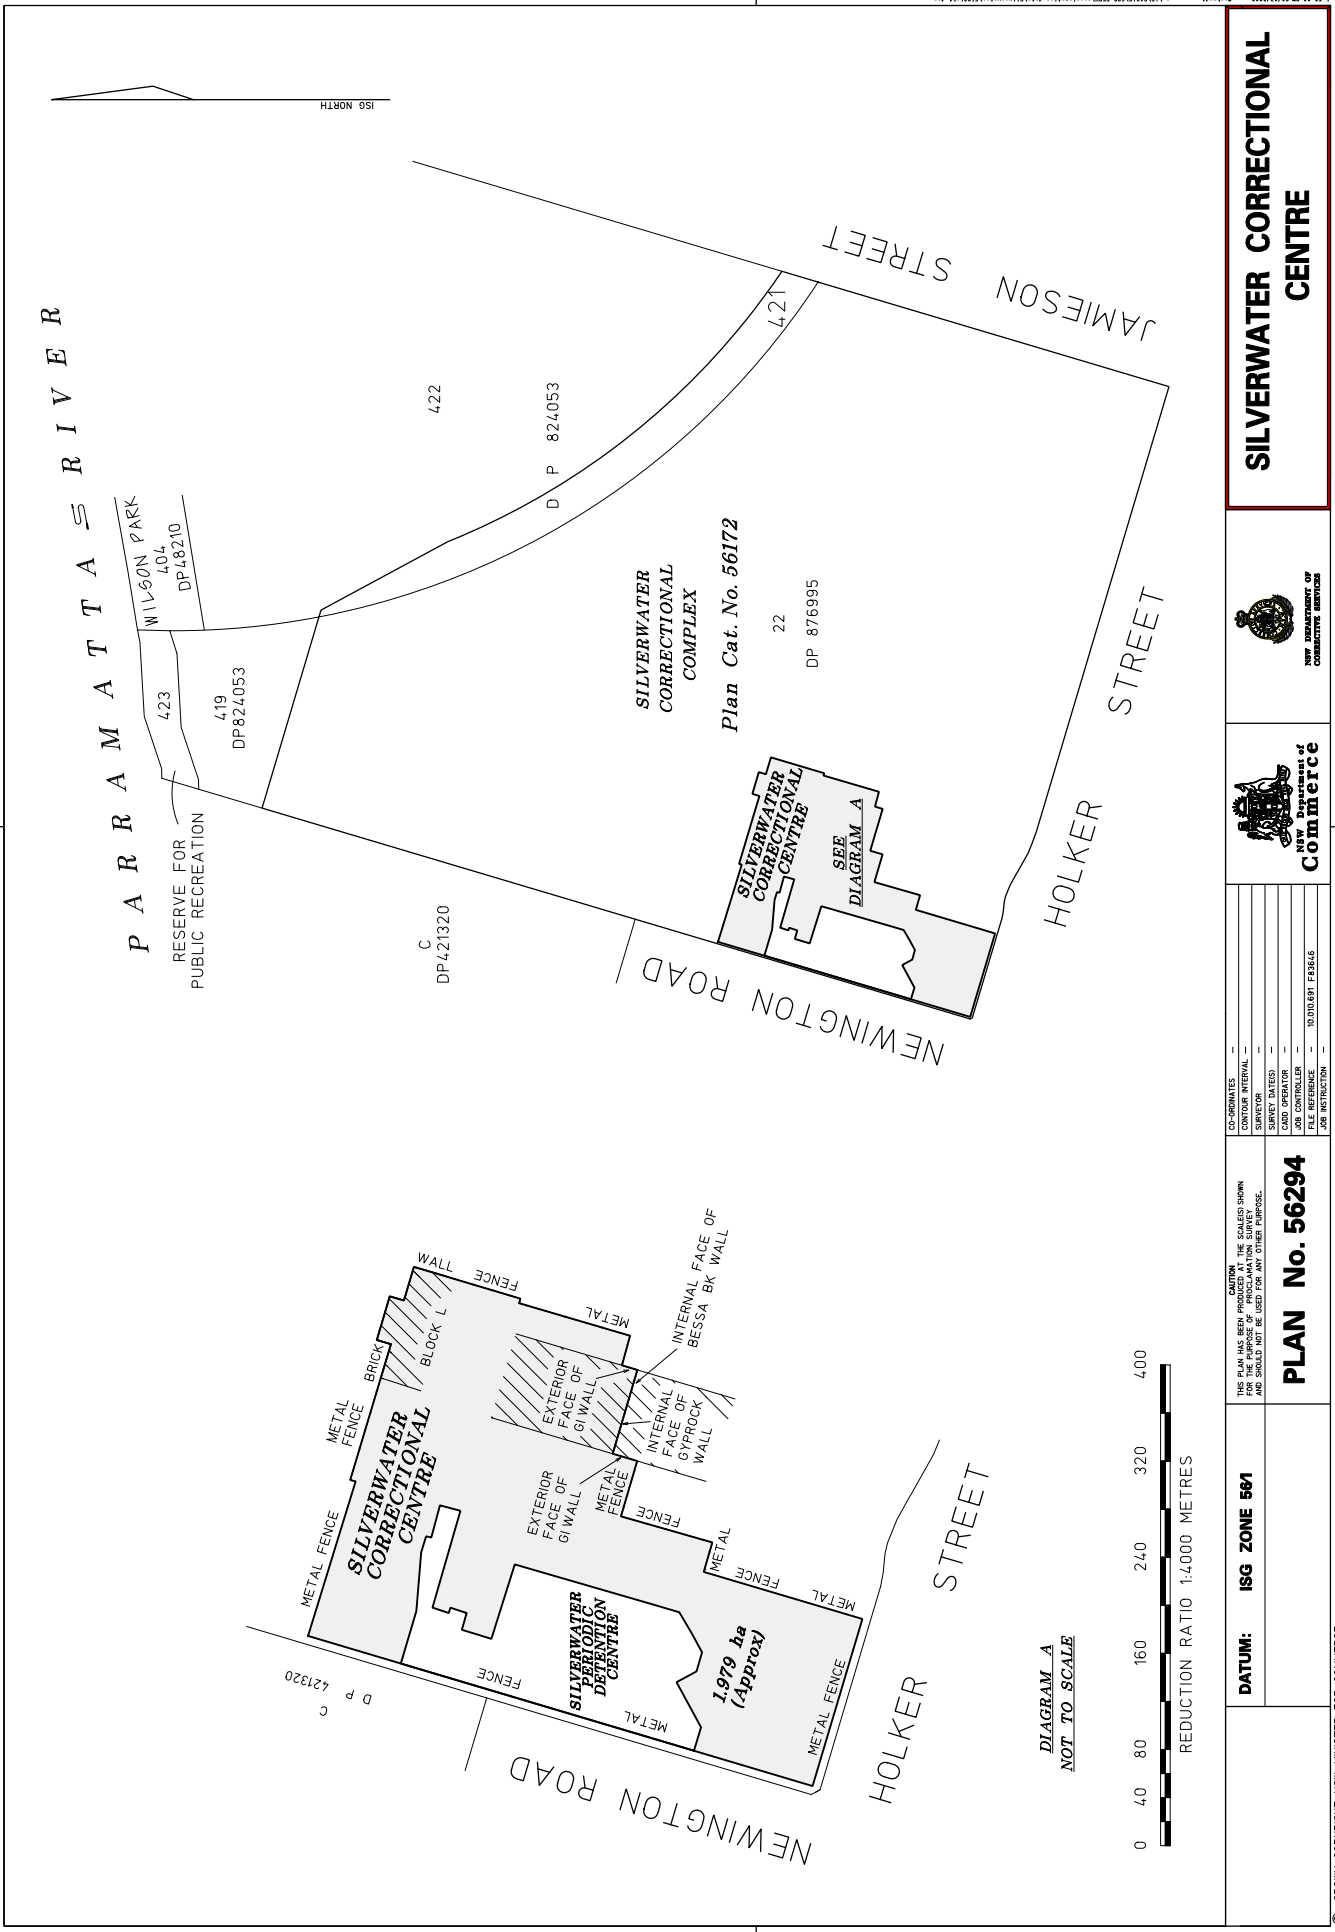 ISG NORTH
PARRAMATTA RIVER
WILSON PARK
404
DP48210
423
419
DP824053
RESERVE FOR
PUBLIC RECREATION
422
D P 824053
421
JAMIESON STREET
SILVERWATER
CORRECTIONAL
COMPLEX
Plan Cat. No. 56172
22
DP 876995
C
DP421320
SILVERWATER
CORRECTIONAL
CENTRE
SEE
DIAGRAM A
NEWINGTON ROAD
HOLKER STREET
C
D P 421320
METAL FENCE
METAL
FENCE
BRICK
WALL
BLOCK L
FENCE
METAL
SILVERWATER
CORRECTIONAL
CENTRE
EXTERIOR
FACE OF
GI WALL
INTERNAL FACE OF
BESSA BK WALL
INTERNAL
FACE OF
GYPROCK
WALL
EXTERIOR
FACE OF
GI WALL
METAL
FENCE
FENCE
METAL
FENCE
METAL
SILVERWATER
PERIODIC
DETENTION
CENTRE
FENCE
METAL
1.979 ha
(Approx)
METAL FENCE
NEWINGTON ROAD
HOLKER STREET
DIAGRAM A
NOT TO SCALE
0 40 80 160 240 320 400
REDUCTION RATIO 1:4000 METRES
DATUM: ISG ZONE 56/1
CAUTION
THIS PLAN HAS BEEN PRODUCED AT THE SCALE(S) SHOWN
FOR THE PURPOSE OF PROCLAMATION SURVEY
AND SHOULD NOT BE USED FOR ANY OTHER PURPOSE.
PLAN No. 56294
CO-ORDINATES –
CONTOUR INTERVAL –
SURVEYOR –
SURVEY DATE(S) –
CADD OPERATOR –
JOB CONTROLLER –
FILE REFERENCE – 10.010.691 F83646
JOB INSTRUCTION –
NSW Department of
Commerce
NSW DEPARTMENT OF
CORRECTIVE SERVICES
SILVERWATER CORRECTIONAL
CENTRE